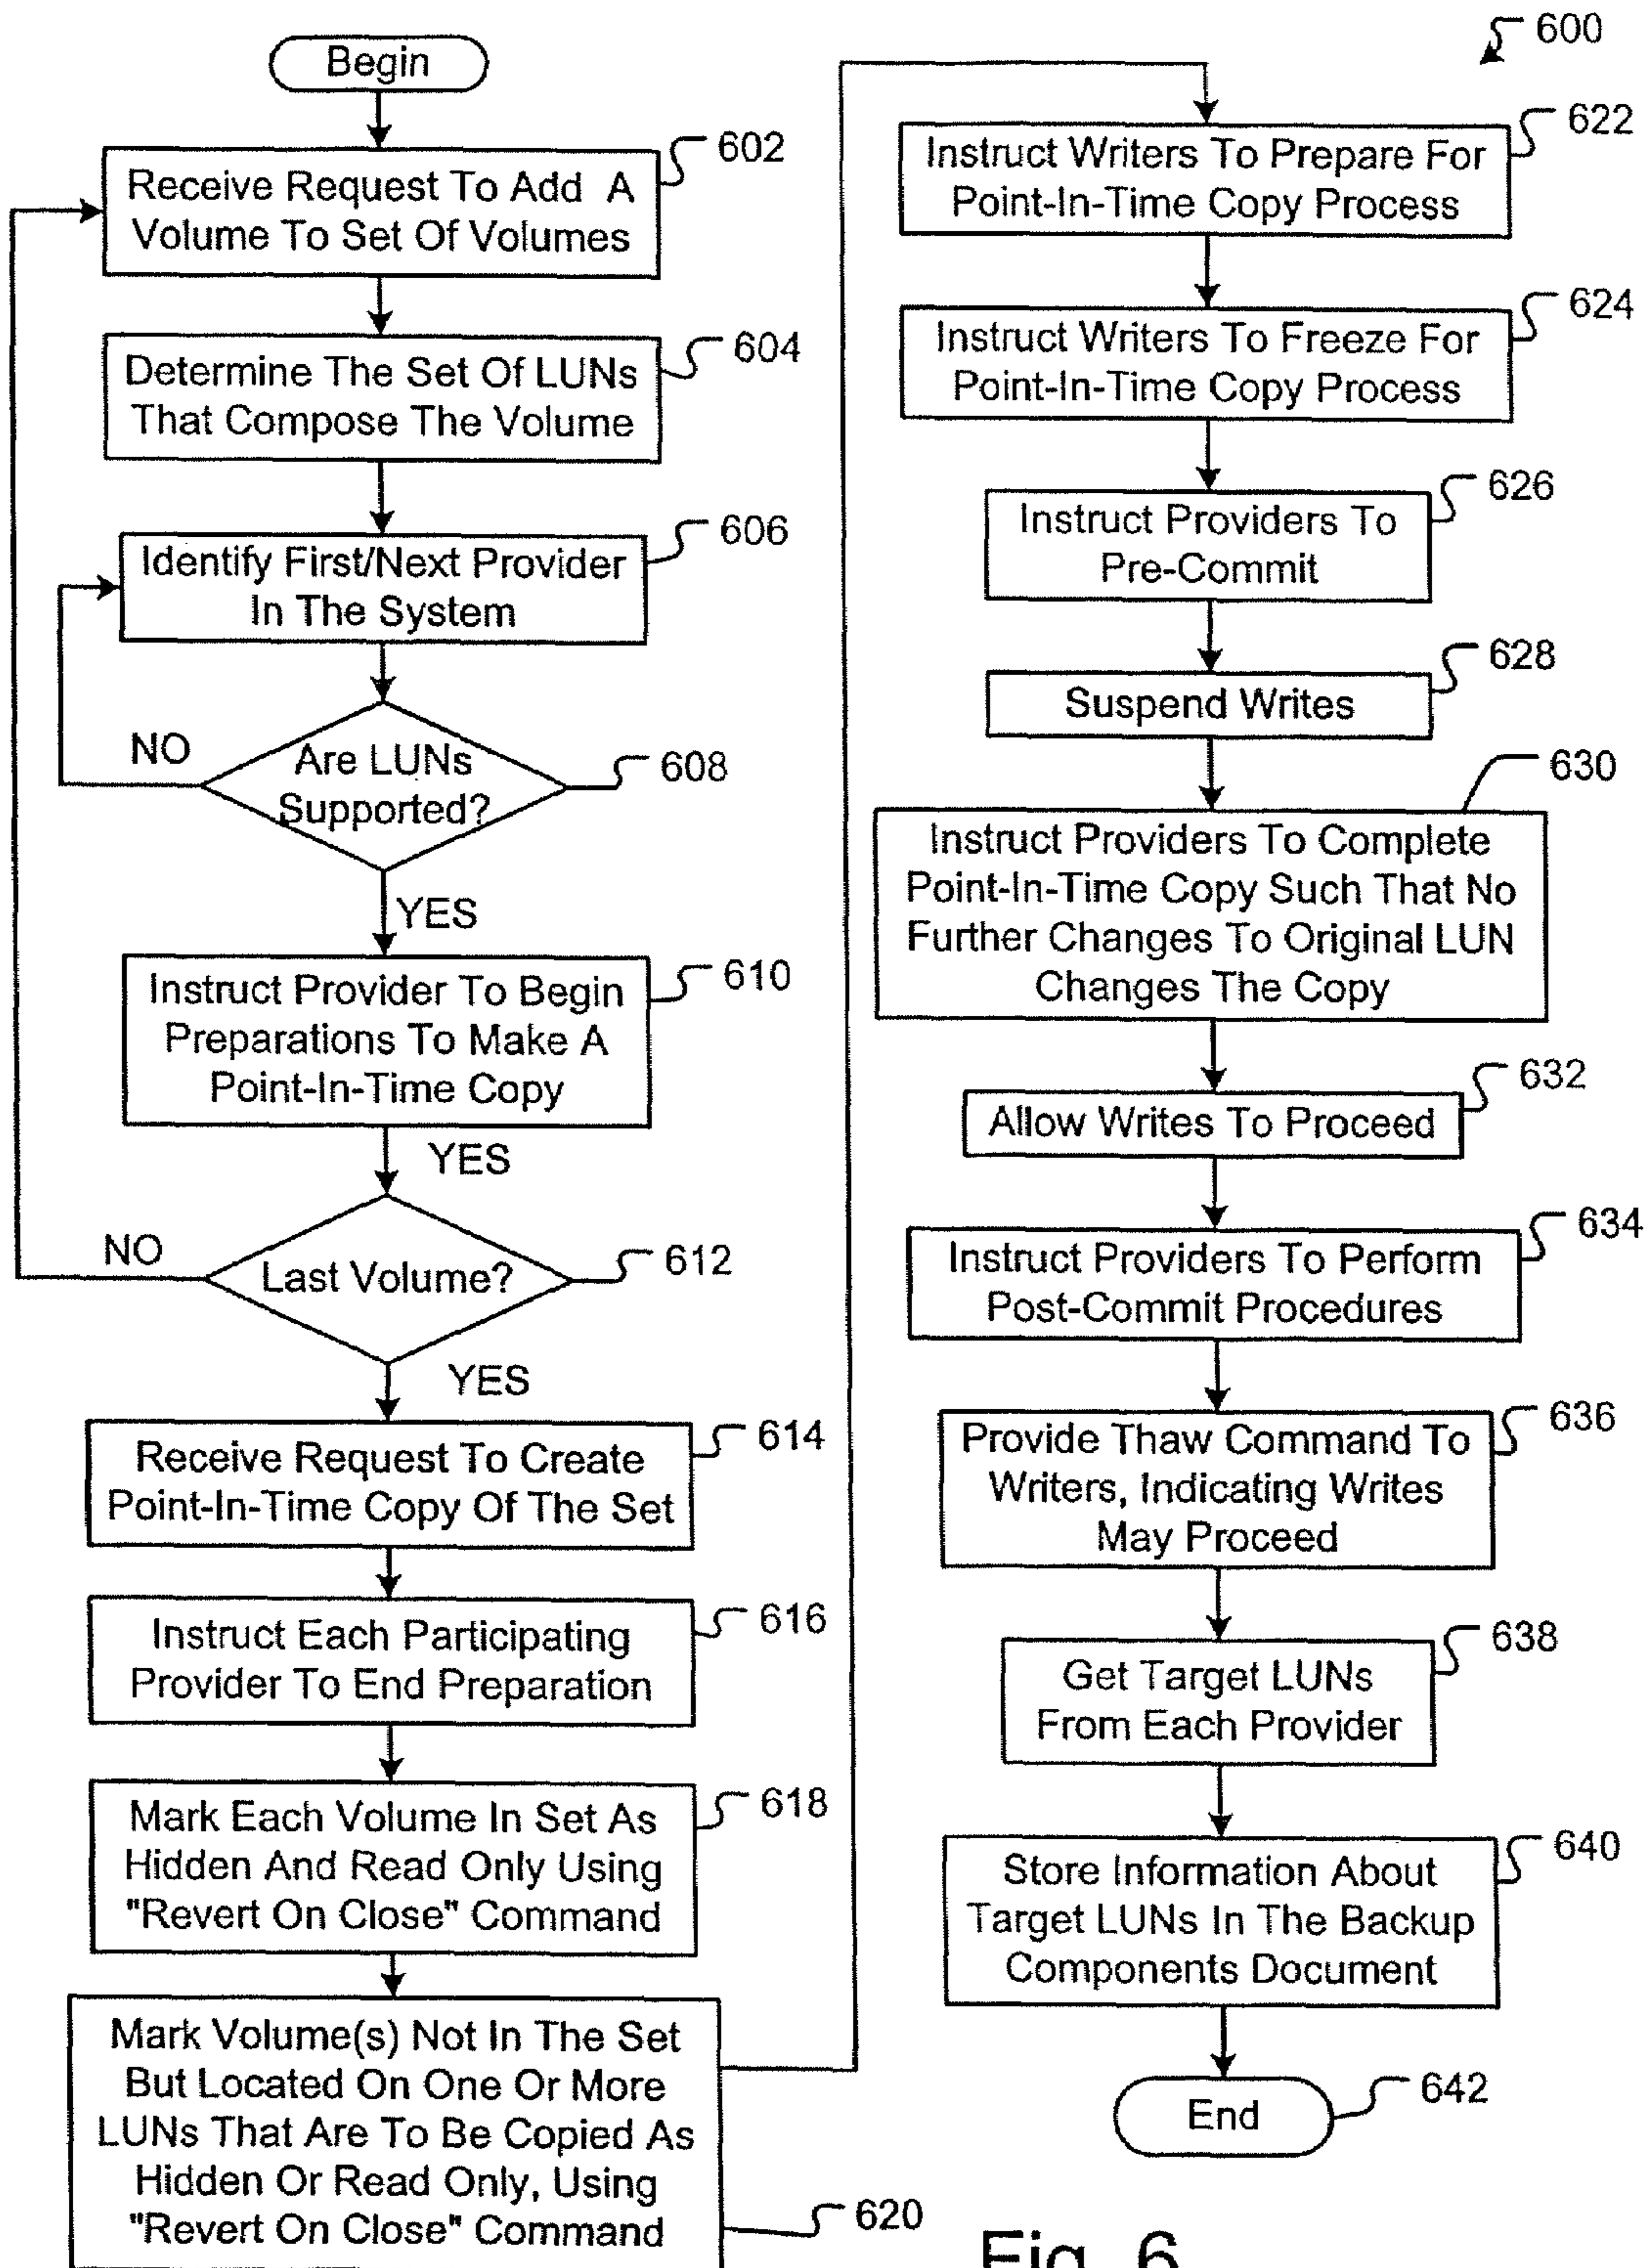 Begin
602
Receive Request To Add A
Volume To Set Of Volumes
604
Determine The Set Of LUNs
That Compose The Volume
606
Identify First/Next Provider
In The System
NO
Are LUNs
Supported?
608
YES
Instruct Provider To Begin
Preparations To Make A
Point-In-Time Copy
610
YES
NO
Last Volume?
612
YES
Receive Request To Create
Point-In-Time Copy Of The Set
614
Instruct Each Participating
Provider To End Preparation
616
Mark Each Volume In Set As
Hidden And Read Only Using
"Revert On Close" Command
618
Mark Volume(s) Not In The Set
But Located On One Or More
LUNs That Are To Be Copied As
Hidden Or Read Only, Using
"Revert On Close" Command
620
600
Instruct Writers To Prepare For
Point-In-Time Copy Process
622
Instruct Writers To Freeze For
Point-In-Time Copy Process
624
Instruct Providers To
Pre-Commit
626
Suspend Writes
628
630
Instruct Providers To Complete
Point-In-Time Copy Such That No
Further Changes To Original LUN
Changes The Copy
Allow Writes To Proceed
632
Instruct Providers To Perform
Post-Commit Procedures
634
Provide Thaw Command To
Writers, Indicating Writes
May Proceed
636
Get Target LUNs
From Each Provider
638
Store Information About
Target LUNs In The Backup
Components Document
640
End
642
Fig. 6